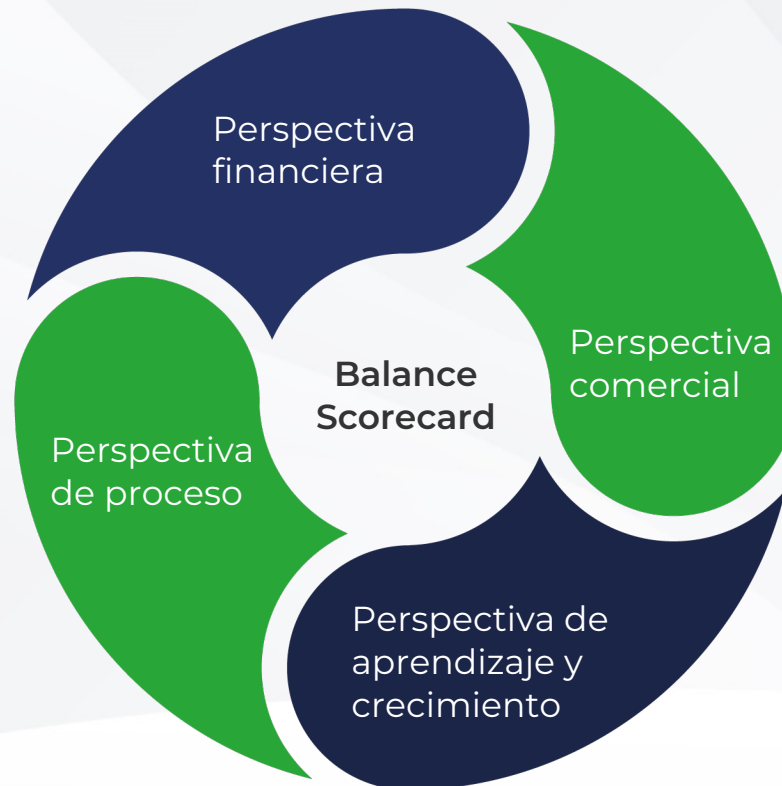 Perspectiva
financiera
Perspectiva
comercial
Balance
Scorecard
Perspectiva
de proceso
Perspectiva de
aprendizaje y
crecimiento